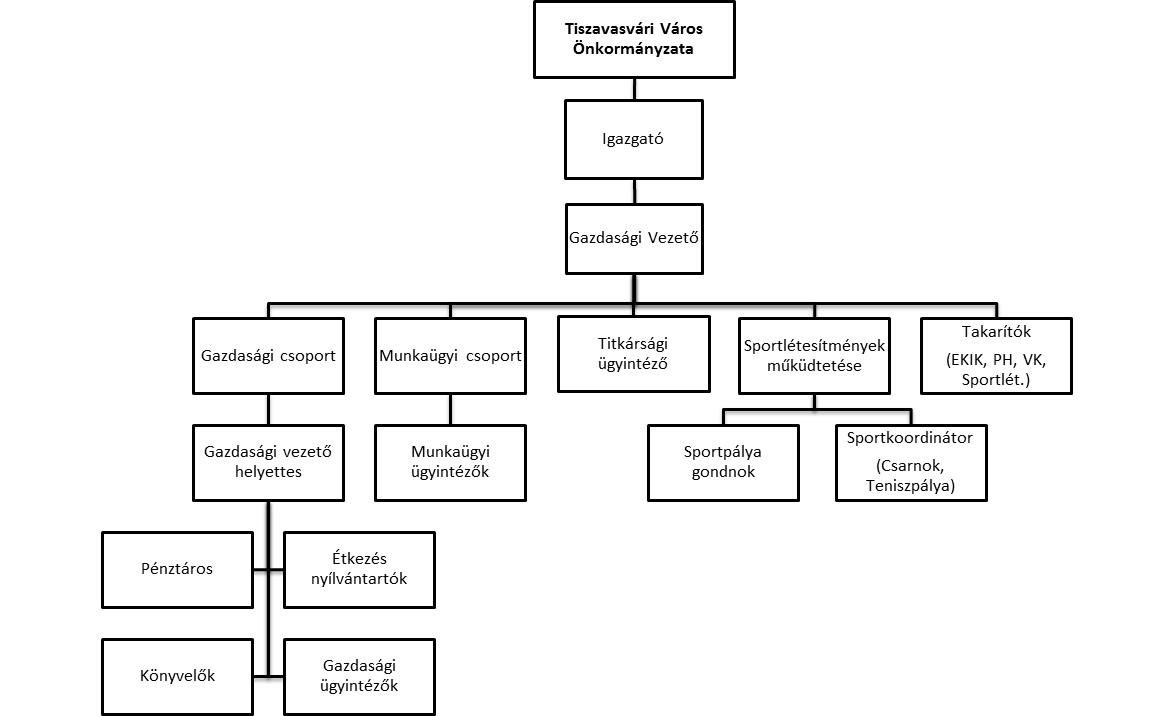 Tiszavasvári Város
Önkormányzata
Igazgató
Gazdasági Vezető
Gazdasági csoport
Munkaügyi csoport
Titkársági
ügyintéző
Sportlétesítmények
műküdtetése
Takarítók
(EKIK, PH, VK,
Sportlét.)
Gazdasági vezető
helyettes
Munkaügyi
ügyintézők
Sportpálya
gondnok
Sportkoordinátor
(Csarnok,
Teniszpálya)
Pénztáros
Étkezés
nyílvántartók
Könyvelők
Gazdasági
ügyintézők